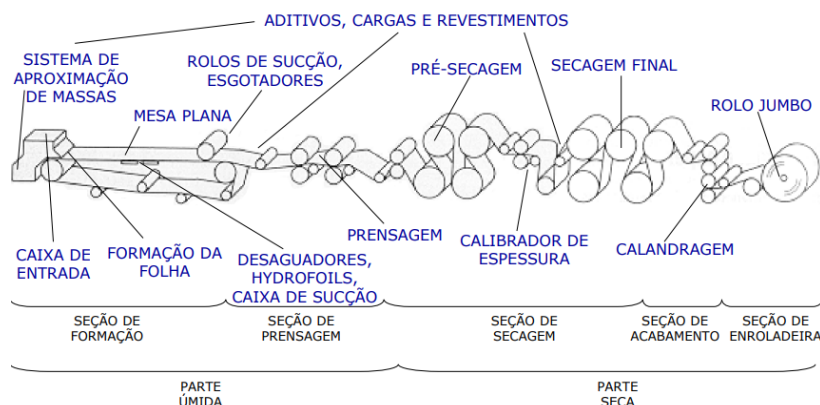 ADITIVOS, CARGAS E REVESTIMENTOS
SISTEMA DE
APROXIMAÇÃO
DE MASSAS
ROLOS DE SUCÇÃO,
ESGOTADORES
PRÉ-SECAGEM
SECAGEM FINAL
MESA PLANA
ROLO JUMBO
CAIXA DE
ENTRADA
FORMAÇÃO DA
FOLHA
DESAGUADORES,
HYDROFOILS,
CAIXA DE SUCÇÃO
PRENSAGEM
CALIBRADOR DE
ESPESSURA
CALANDRAGEM
SEÇÃO DE
FORMAÇÃO
SEÇÃO DE
PRENSAGEM
SEÇÃO DE
SECAGEM
SEÇÃO DE
ACABAMENTO
SEÇÃO DE
ENROLADEIRA
PARTE
ÚMIDA
PARTE
SECA